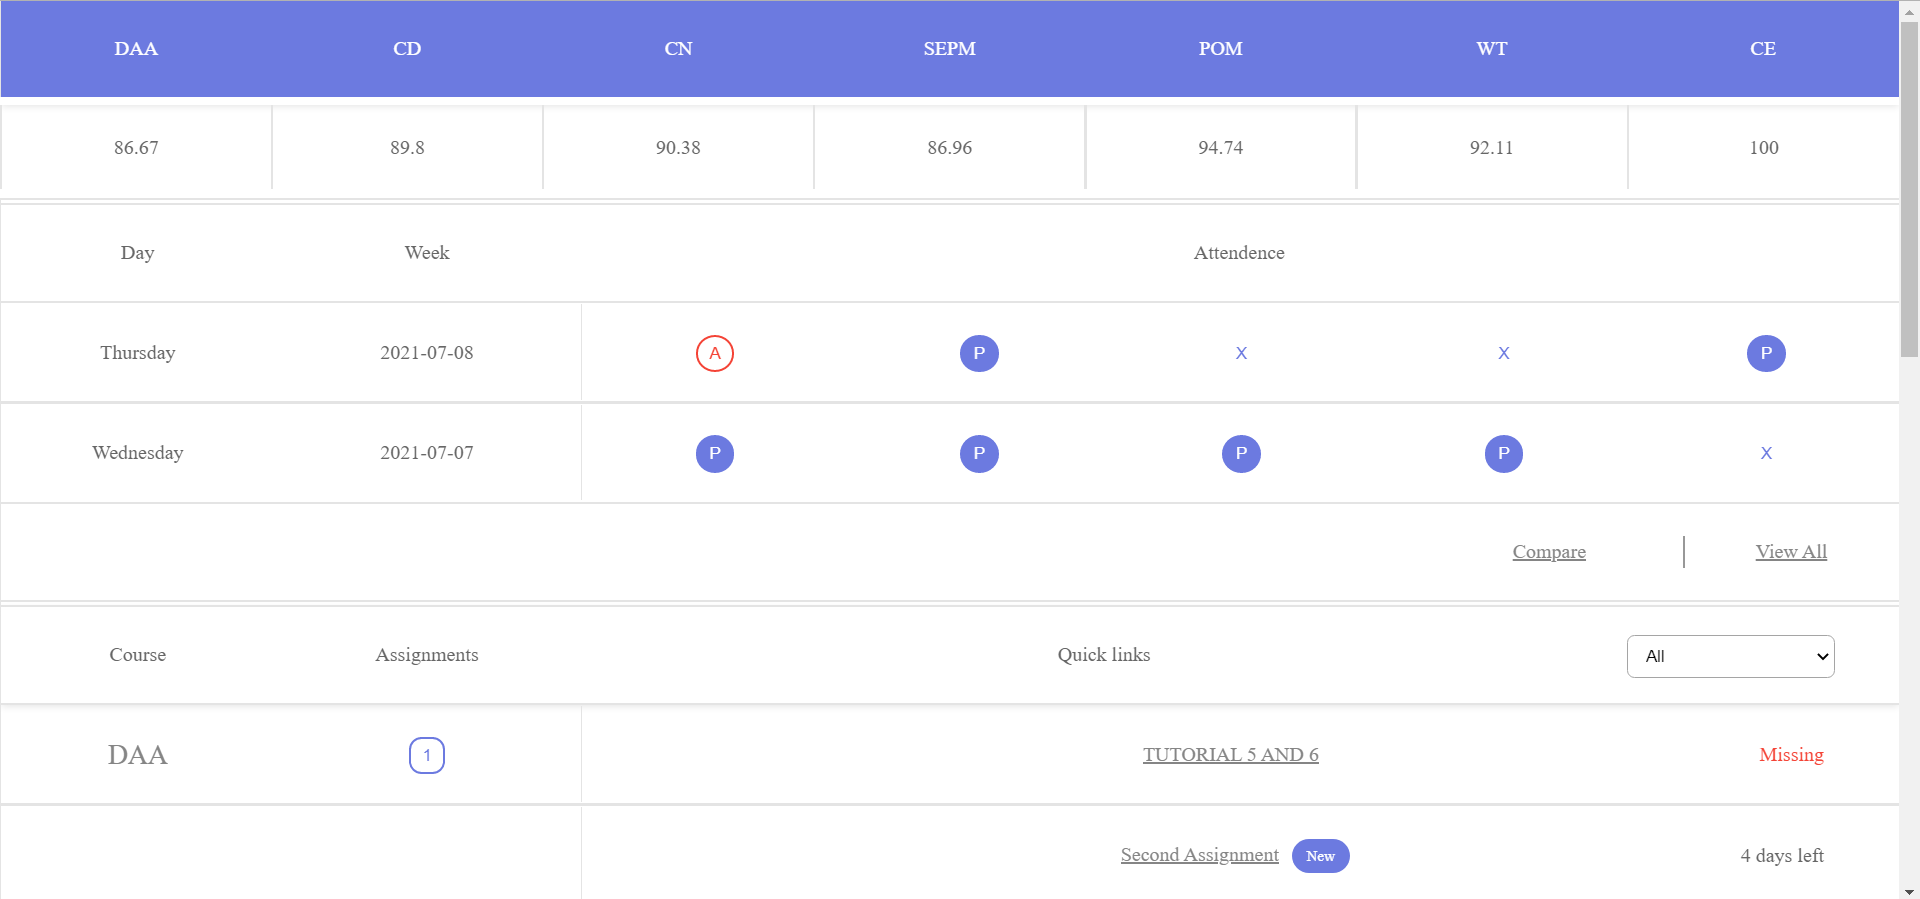 DAA CD CN SEPM POM WT CE
86.67 89.8 90.38 86.96 94.74 92.11 100
Day Week Attendence
Thursday 2021-07-08 A P X X P
Wednesday 2021-07-07 P P P P X
Compare View All
Course Assignments Quick links All
DAA 1 TUTORIAL 5 AND 6 Missing
Second Assignment New 4 days left